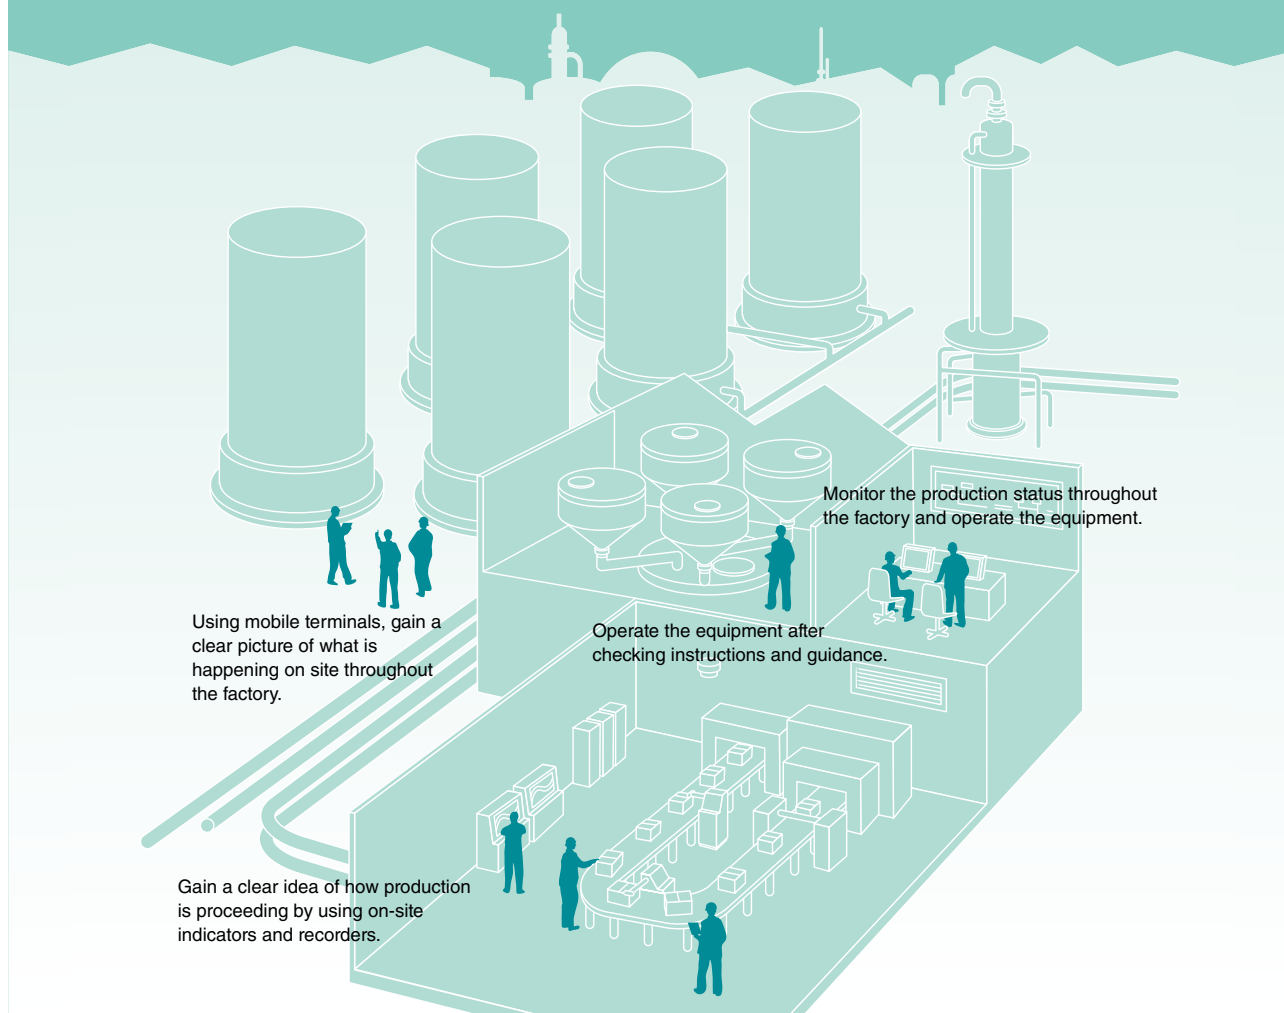 Monitor the production status throughout
the factory and operate the equipment.
Using mobile terminals, gain a
clear picture of what is
happening on site throughout
the factory.
Operate the equipment after
checking instructions and guidance.
Gain a clear idea of how production
is proceeding by using on-site
indicators and recorders.